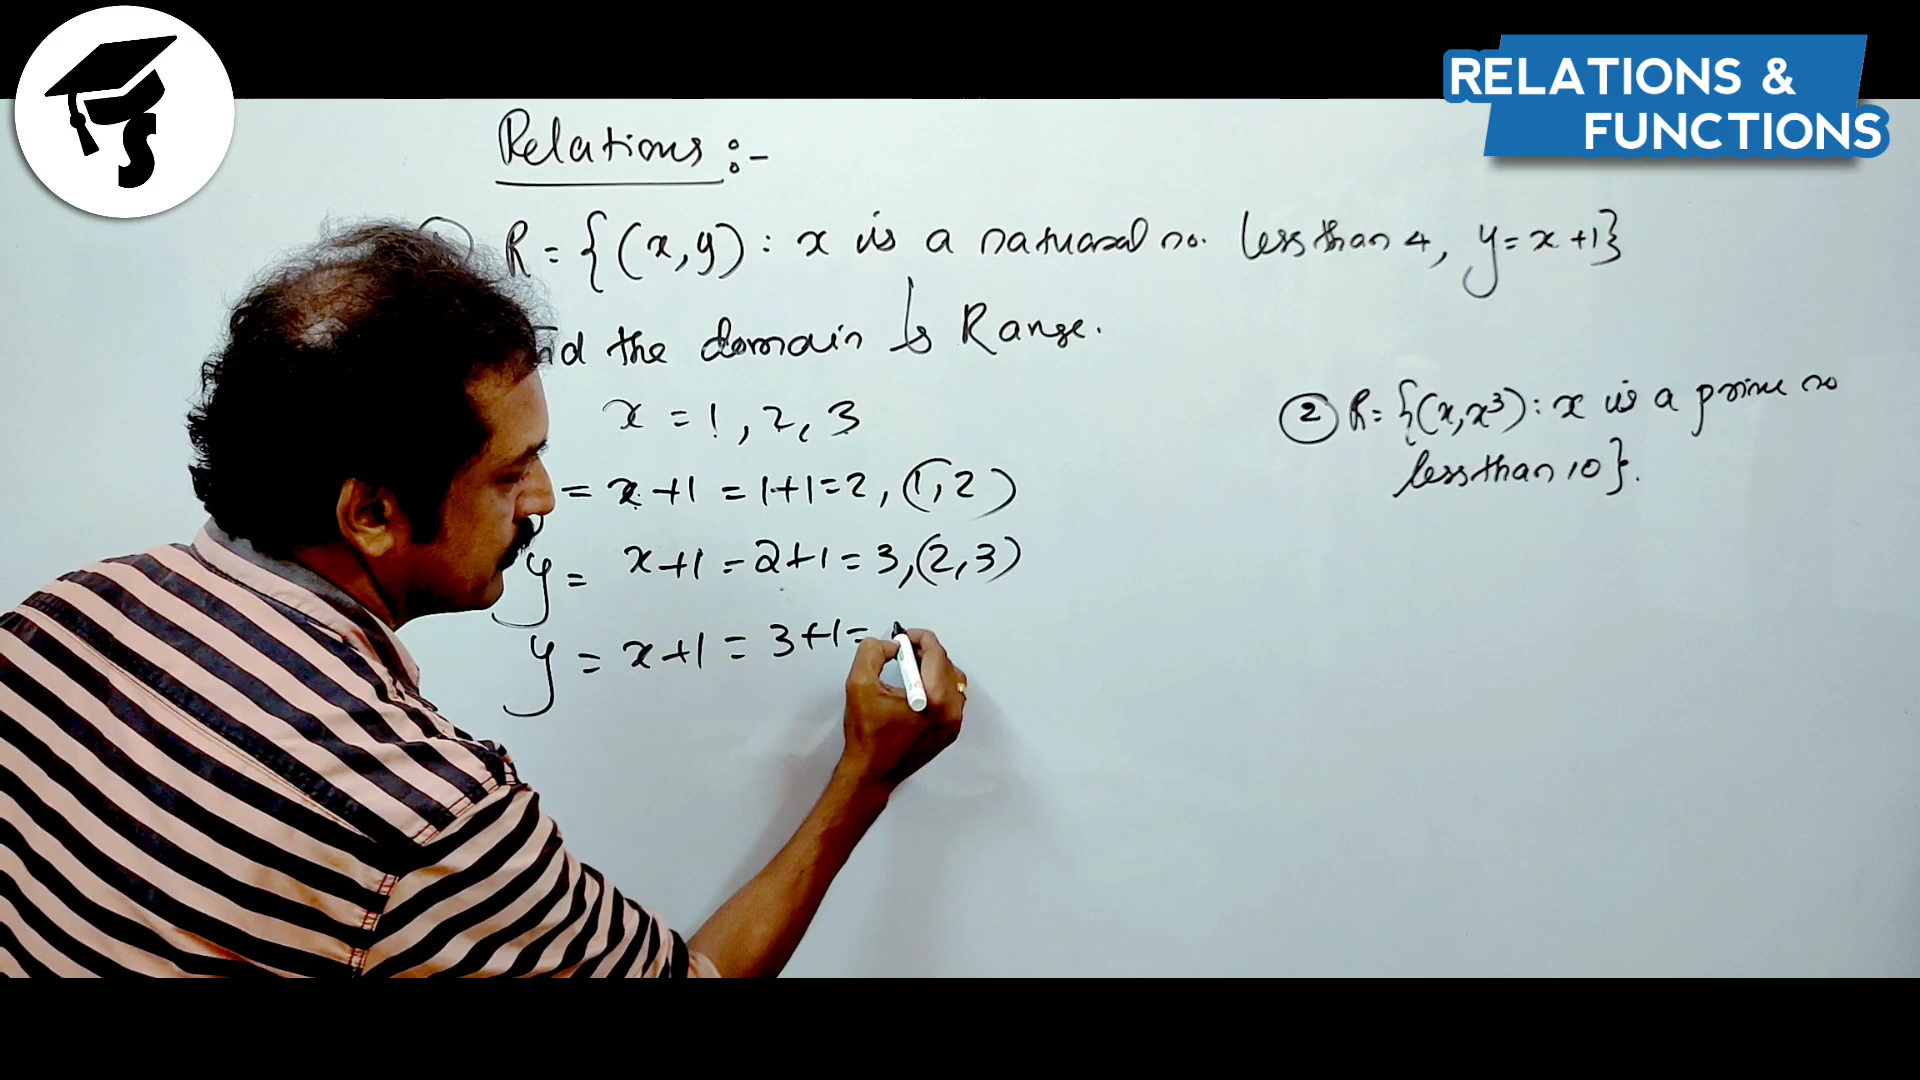 RELATIONS &
FUNCTIONS
Relations :-
R = {(x,y) : x is a natural no. less than 4, y = x +1}
the domain & Range.
x = 1, 2, 3
= x +1 = 1+1=2, (1,2)
y = x+1 = 2+1 = 3, (2,3)
y = x+1 = 3+1=
② R= {(x,x³) : x is a prime no
less than 10}.